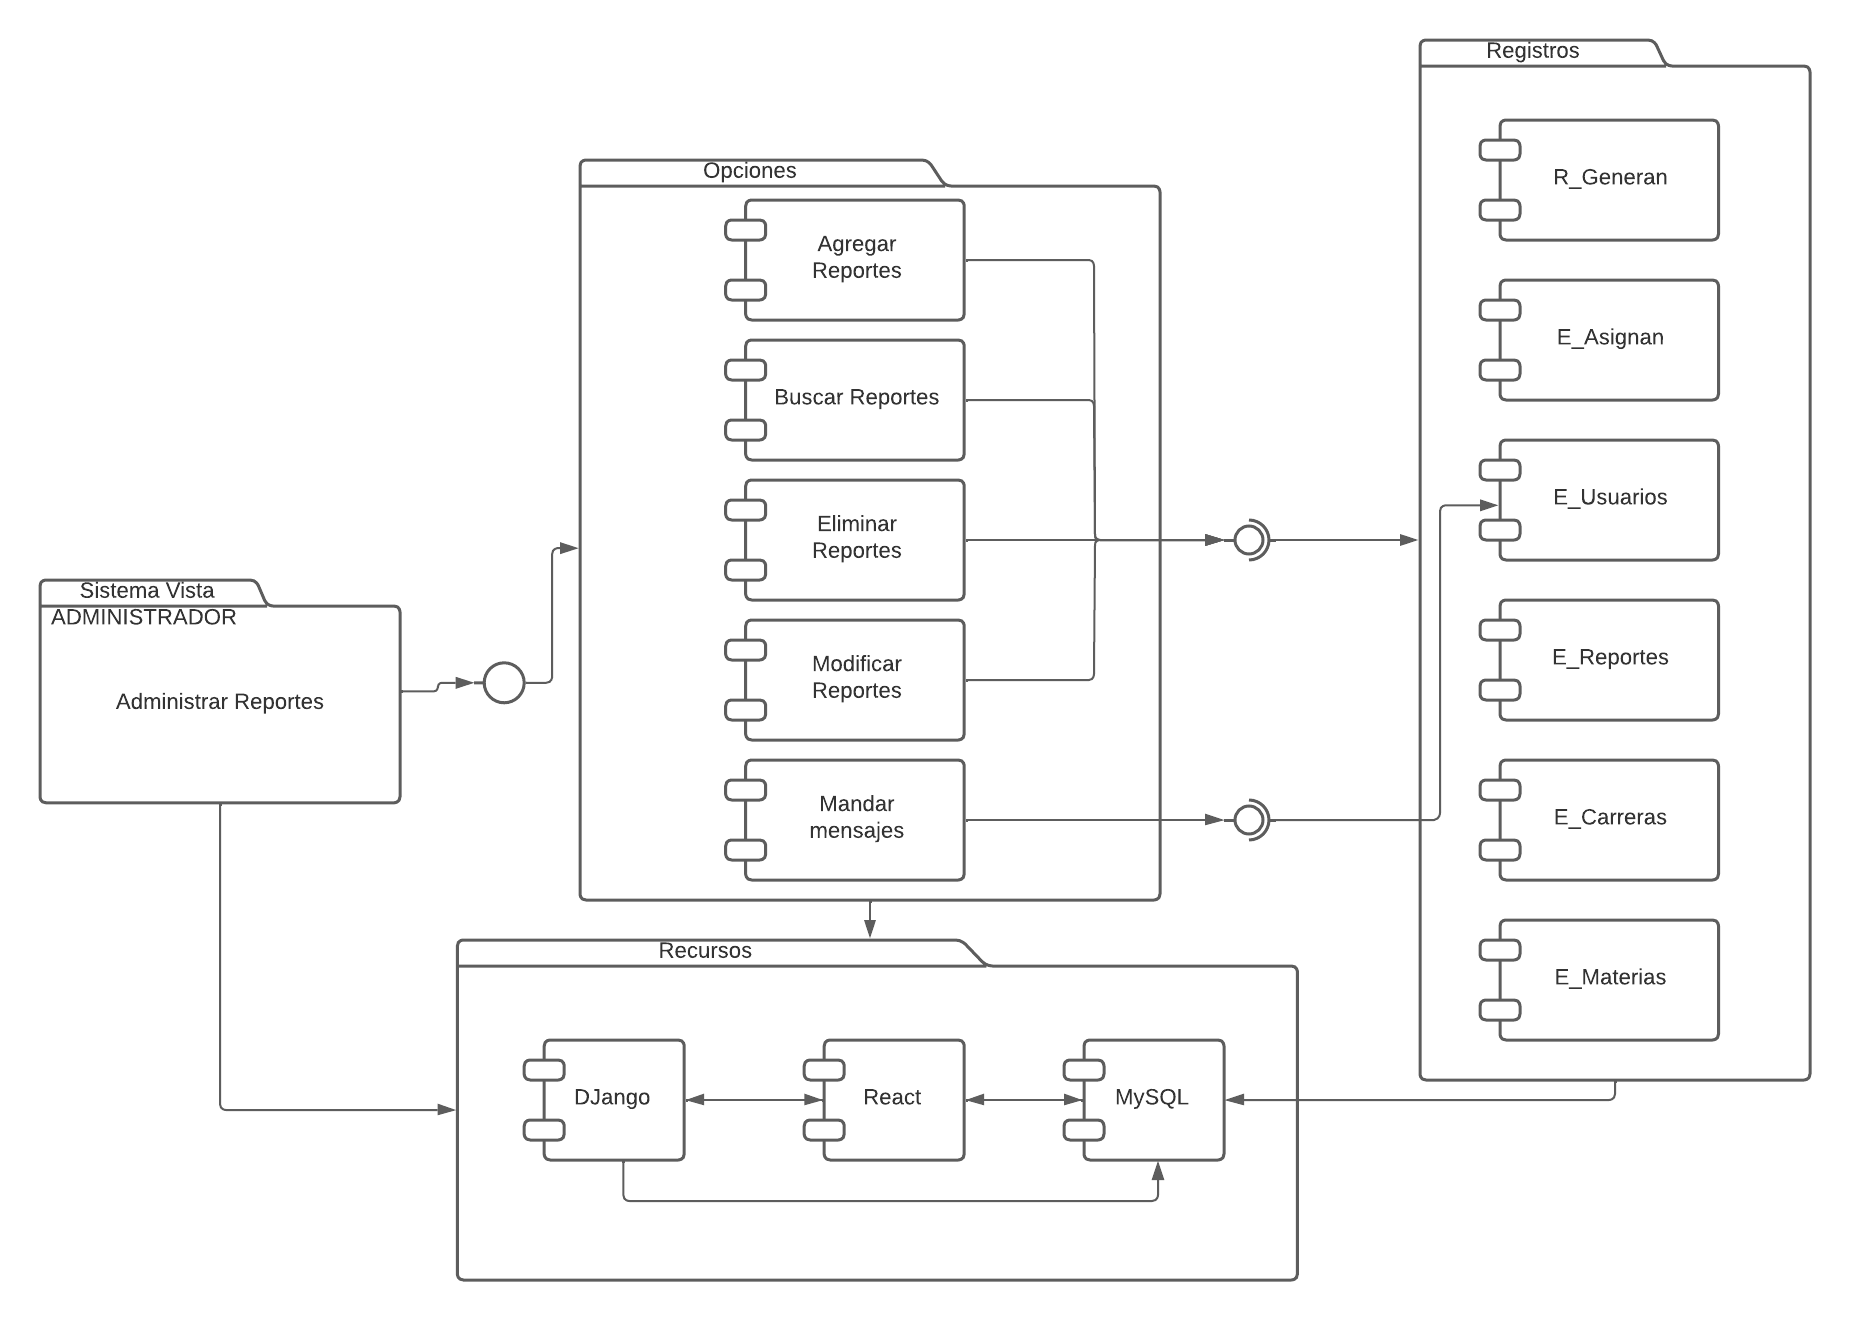 Registros
R_Generan
E_Asignan
E_Usuarios
E_Reportes
E_Carreras
E_Materias
Opciones
Agregar
Reportes
Buscar Reportes
Eliminar
Reportes
Modificar
Reportes
Mandar
mensajes
Sistema Vista
ADMINISTRADOR
Administrar Reportes
Recursos
DJango
React
MySQL